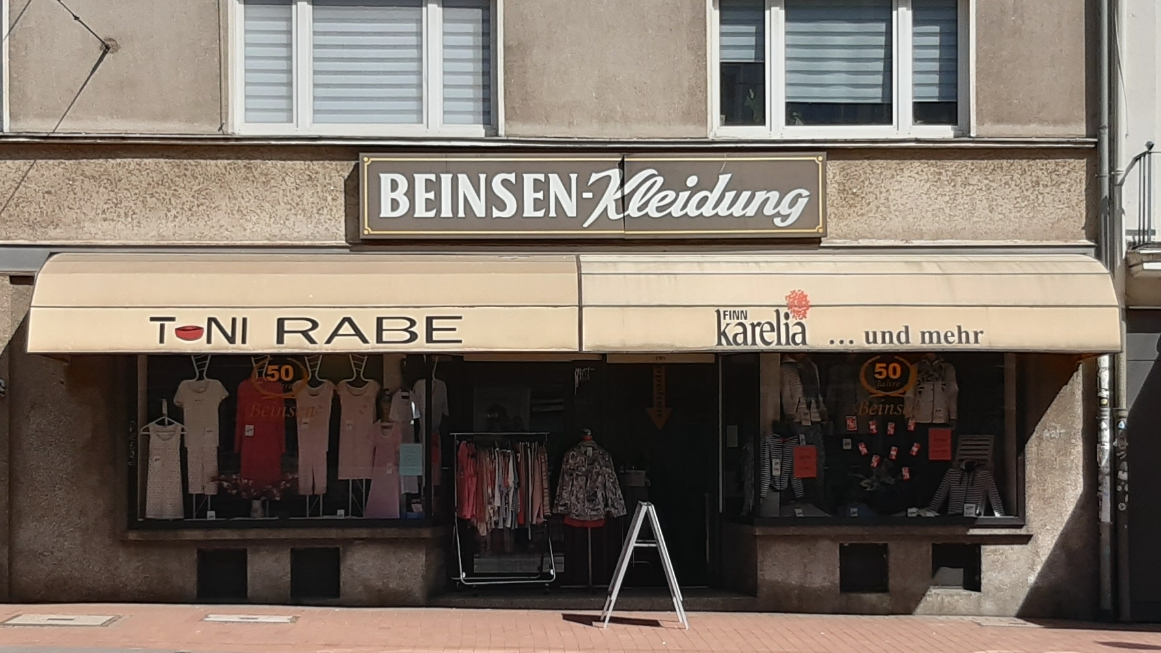 BEINSEN-Kleidung
TONI RABE
FINN
karelia ... und mehr
50
Jahre
Beinsen
50
Jahre
Beinsen